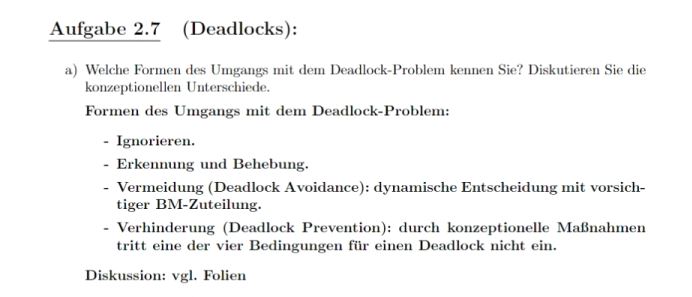 Aufgabe 2.7 (Deadlocks):
a) Welche Formen des Umgangs mit dem Deadlock-Problem kennen Sie? Diskutieren Sie die
konzeptionellen Unterschiede.
Formen des Umgangs mit dem Deadlock-Problem:
- Ignorieren.
- Erkennung und Behebung.
- Vermeidung (Deadlock Avoidance): dynamische Entscheidung mit vorsich-
tiger BM-Zuteilung.
- Verhinderung (Deadlock Prevention): durch konzeptionelle Maßnahmen
tritt eine der vier Bedingungen für einen Deadlock nicht ein.
Diskussion: vgl. Folien